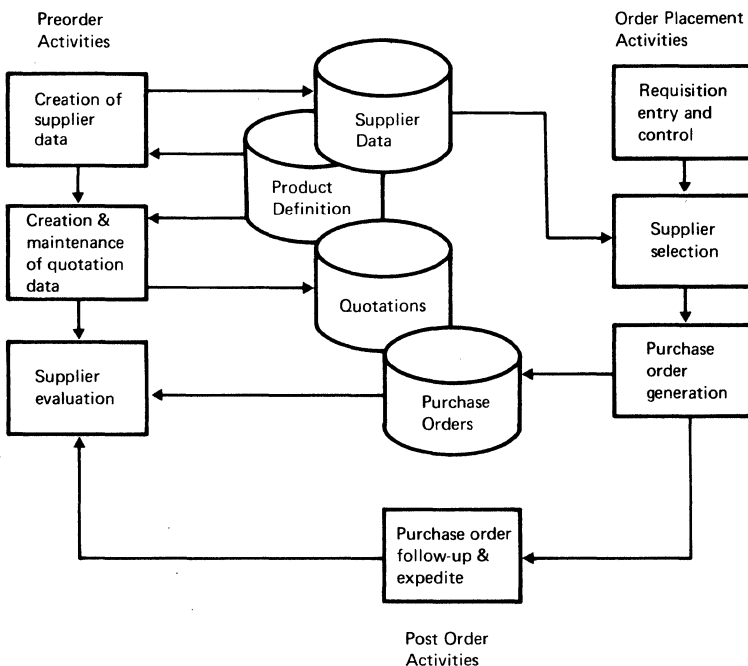 Preorder
Activities
Order Placement
Activities
Creation of
supplier
data
Supplier
Data
Requisition
entry and
control
Product
Definition
Creation &
maintenance
of quotation
data
Supplier
selection
Quotations
Supplier
evaluation
Purchase
Orders
Purchase
order
generation
Purchase order
follow-up &
expedite
Post Order
Activities